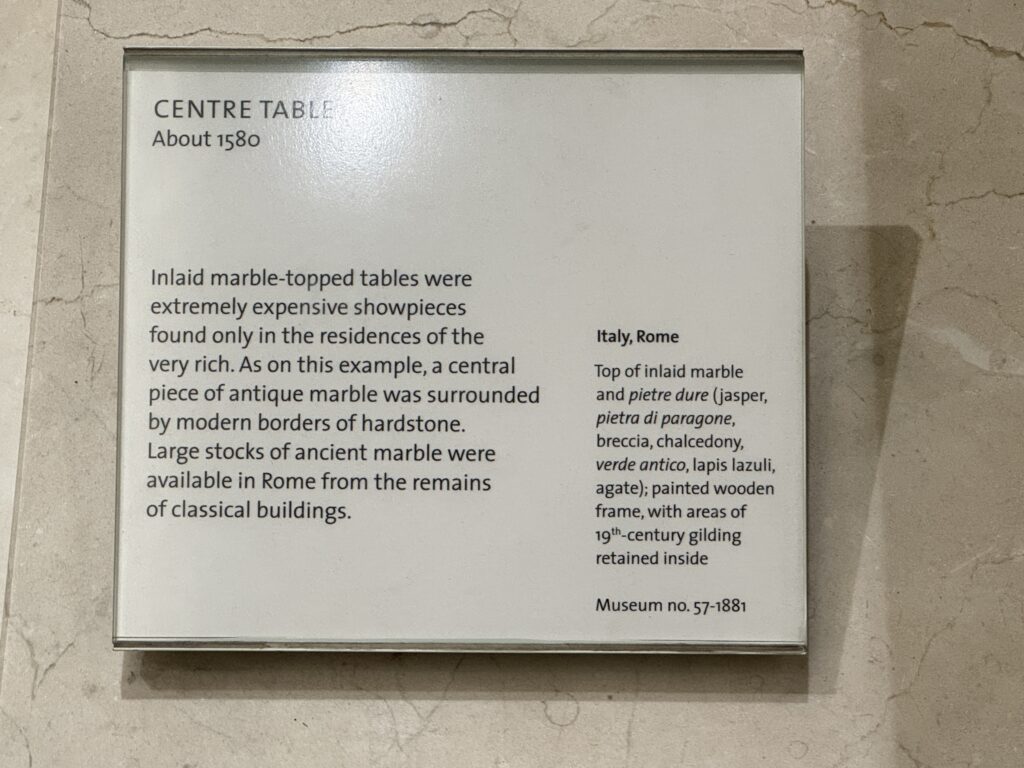 CENTRE TABLE
About 1580
Inlaid marble-topped tables were
extremely expensive showpieces
found only in the residences of the
very rich. As on this example, a central
piece of antique marble was surrounded
by modern borders of hardstone.
Large stocks of ancient marble were
available in Rome from the remains
of classical buildings.
Italy, Rome
Top of inlaid marble
and pietre dure (jasper,
pietra di paragone,
breccia, chalcedony,
verde antico, lapis lazuli,
agate); painted wooden
frame, with areas of
19th-century gilding
retained inside
Museum no. 57-1881